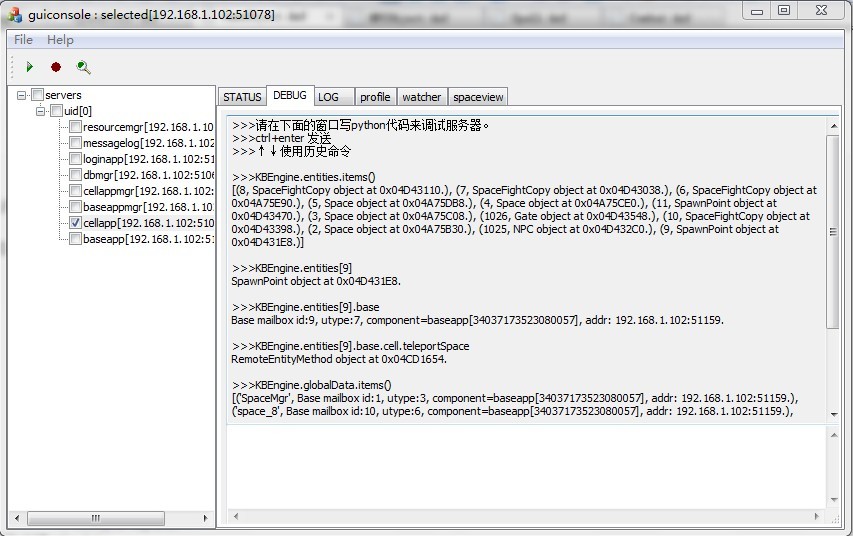 guiconsole : selected[192.168.1.102:51078]
File Help
servers
uid[0]
resourcemgr[192.168.1.10
messagelog[192.168.1.102
loginapp[192.168.1.102:51
dbmgr[192.168.1.102:5106
cellappmgr[192.168.1.102
baseappmgr[192.168.1.102
cellapp[192.168.1.102:510
baseapp[192.168.1.102:51
STATUS DEBUG LOG profile watcher spaceview
>>>请在下面的窗口写python代码来调试服务器。
>>>ctrl+enter 发送
>>>↑↓使用历史命令
>>>KBEngine.entities.items()
[(8, SpaceFightCopy object at 0x04D43110.), (7, SpaceFightCopy object at 0x04D43038.), (6, SpaceFightCopy object at
0x04A75E90.), (5, Space object at 0x04A75DB8.), (4, Space object at 0x04A75CE0.), (11, SpawnPoint object at
0x04D43470.), (3, Space object at 0x04A75C08.), (1026, Gate object at 0x04D43548.), (10, SpaceFightCopy object at
0x04D43398.), (2, Space object at 0x04A75B30.), (1025, NPC object at 0x04D432C0.), (9, SpawnPoint object at
0x04D431E8.)]
>>>KBEngine.entities[9]
SpawnPoint object at 0x04D431E8.
>>>KBEngine.entities[9].base
Base mailbox id:9, utype:7, component=baseapp[34037173523080057], addr: 192.168.1.102:51159.
>>>KBEngine.entities[9].base.cell.teleportSpace
RemoteEntityMethod object at 0x04CD1654.
>>>KBEngine.globalData.items()
[('SpaceMgr', Base mailbox id:1, utype:3, component=baseapp[34037173523080057], addr: 192.168.1.102:51159.),
('space_8', Base mailbox id:10, utype:6, component=baseapp[34037173523080057], addr: 192.168.1.102:51159.),